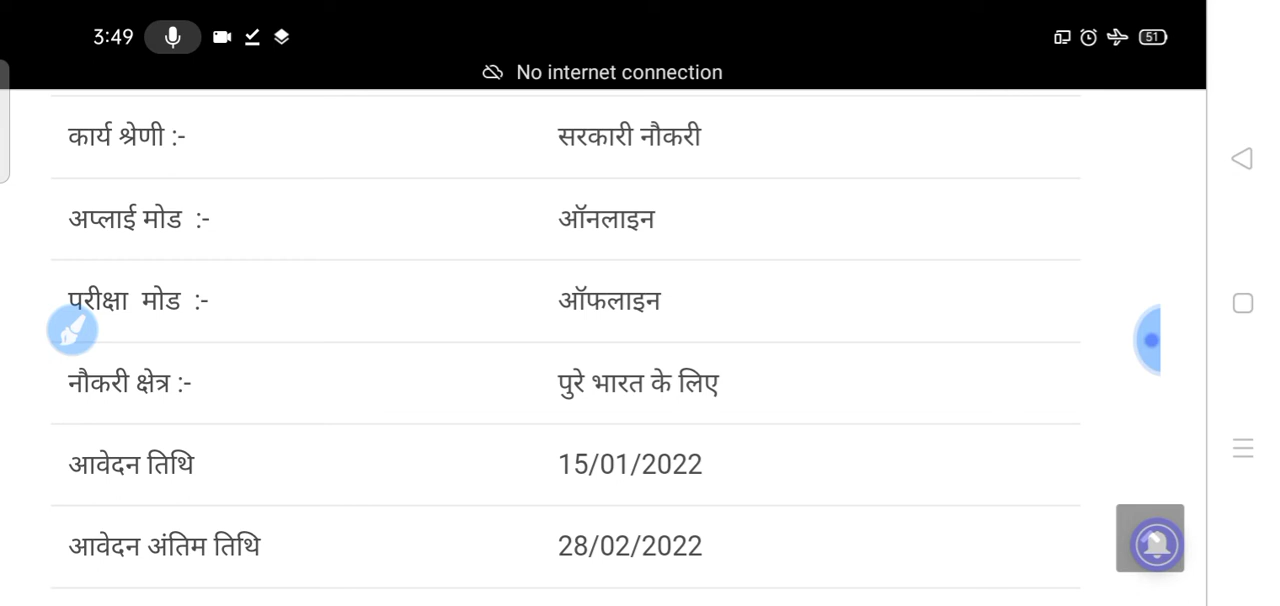 3:49
51
No internet connection
कार्य श्रेणी :- सरकारी नौकरी
अप्लाई मोड :- ऑनलाइन
परीक्षा मोड :- ऑफलाइन
नौकरी क्षेत्र :- पुरे भारत के लिए
आवेदन तिथि 15/01/2022
आवेदन अंतिम तिथि 28/02/2022